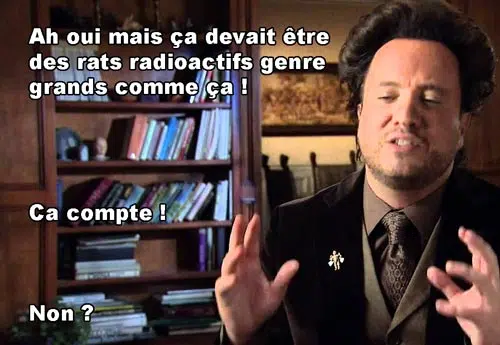 Ah oui mais ça devait être
des rats radioactifs genre
grands comme ça !
Ca compte !
Non ?